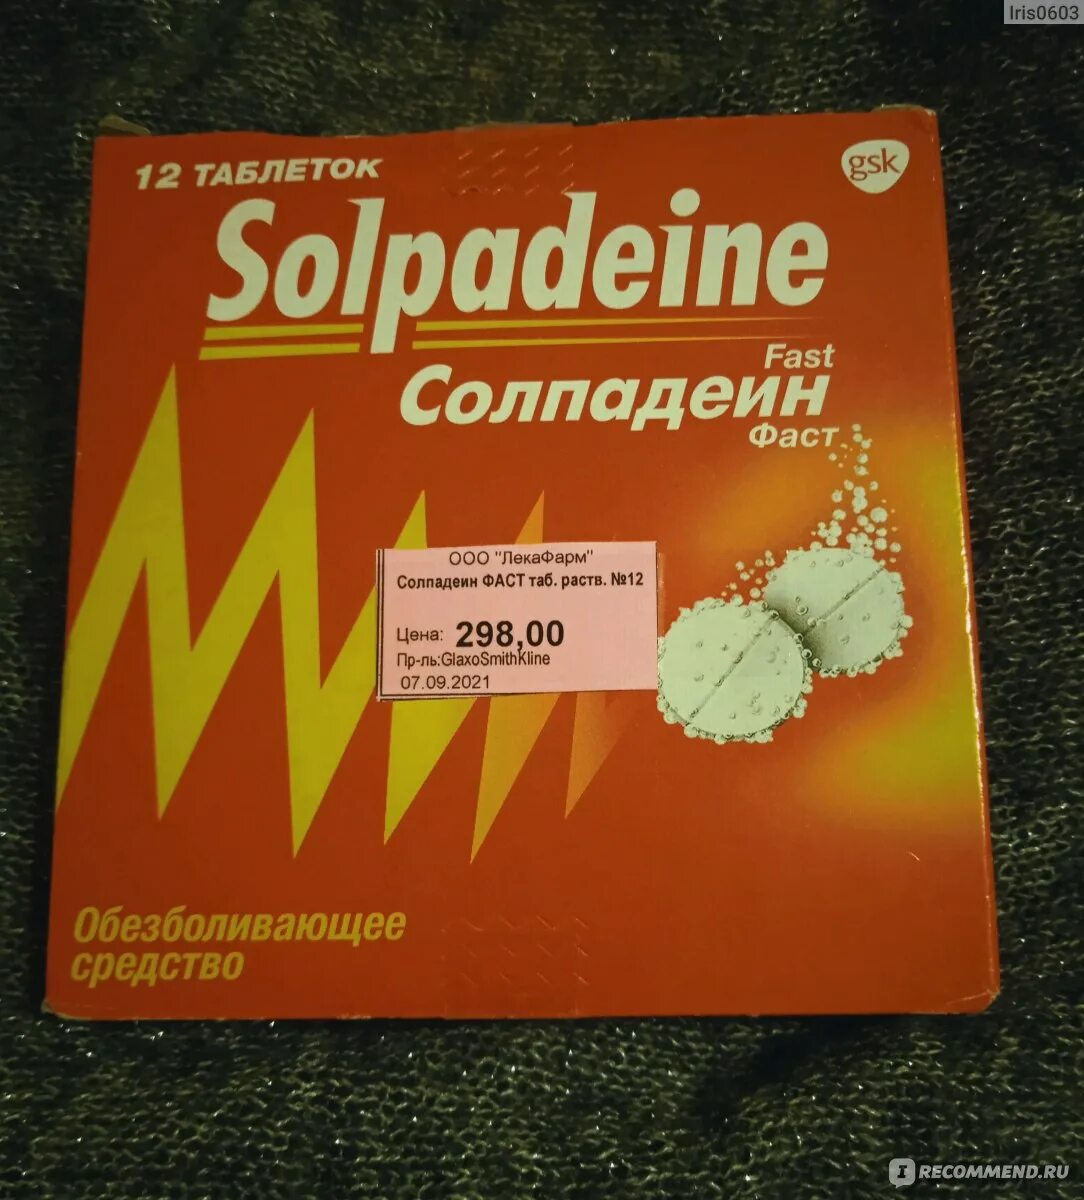 Iris0603
12 ТАБЛЕТОК
gsk
Solpadeine
Fast
Солпадеин
Фаст
ООО "ЛекаФарм"
Солпадеин ФАСТ таб. раств. №12
Цена: 298,00
Пр-ль:GlaxoSmithKline
07.09.2021
Обезболивающее
средство
I RECOMMEND.RU